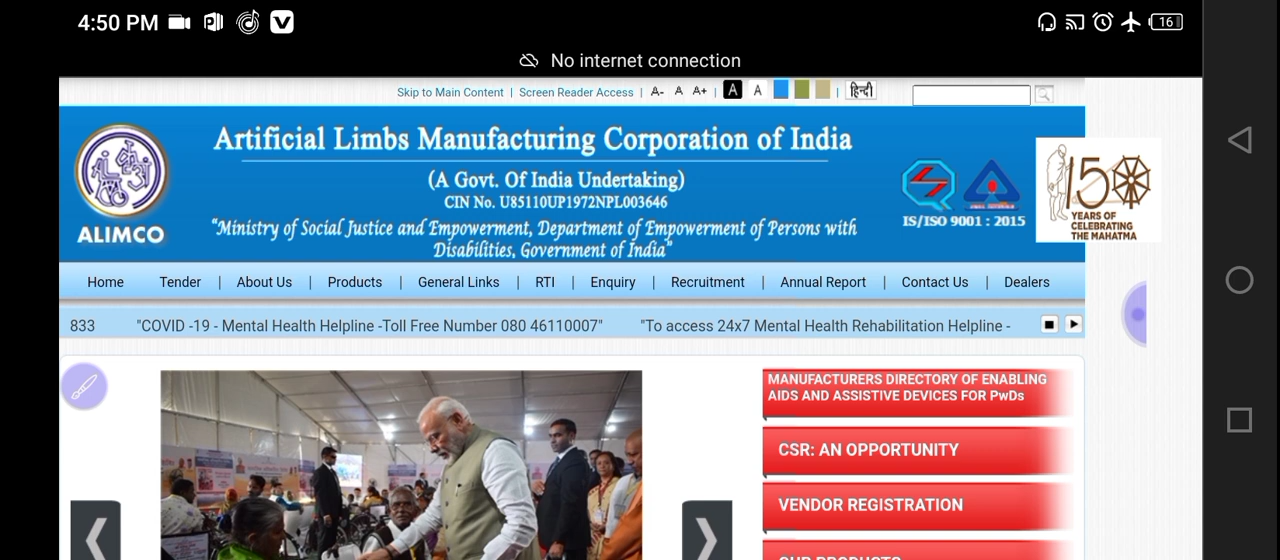 4:50 PM
16
No internet connection
Skip to Main Content | Screen Reader Access | A- A A+ | A A | हिन्दी
Artificial Limbs Manufacturing Corporation of India
(A Govt. Of India Undertaking)
CIN No. U85110UP1972NPL003646
"Ministry of Social Justice and Empowerment, Department of Empowerment of Persons with
Disabilities, Government of India"
ALIMCO
IS/ISO 9001 : 2015
150
YEARS OF
CELEBRATING
THE MAHATMA
Home Tender | About Us | Products | General Links | RTI | Enquiry | Recruitment | Annual Report | Contact Us | Dealers
833 "COVID -19 - Mental Health Helpline -Toll Free Number 080 46110007" "To access 24x7 Mental Health Rehabilitation Helpline -
MANUFACTURERS DIRECTORY OF ENABLING
AIDS AND ASSISTIVE DEVICES FOR PwDs
CSR: AN OPPORTUNITY
VENDOR REGISTRATION
OUR PRODUCTS